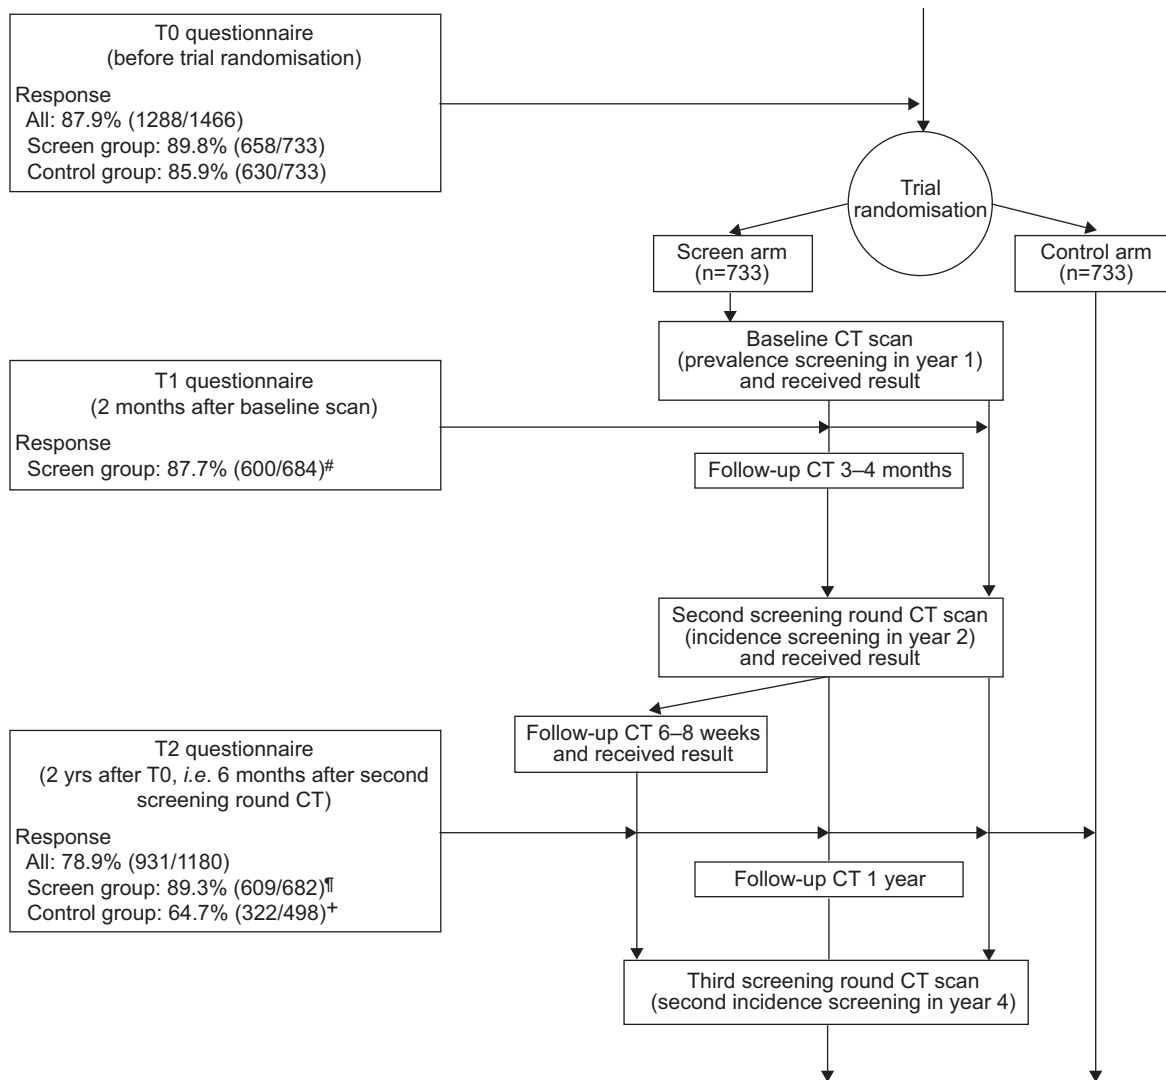 T0 questionnaire
(before trial randomisation)
Response
All: 87.9% (1288/1466)
Screen group: 89.8% (658/733)
Control group: 85.9% (630/733)
Trial
randomisation
Screen arm
(n=733)
Control arm
(n=733)
Baseline CT scan
(prevalence screening in year 1)
and received result
T1 questionnaire
(2 months after baseline scan)
Response
Screen group: 87.7% (600/684)#
Follow-up CT 3–4 months
Second screening round CT scan
(incidence screening in year 2)
and received result
Follow-up CT 6–8 weeks
and received result
T2 questionnaire
(2 yrs after T0, i.e. 6 months after second
screening round CT)
Response
All: 78.9% (931/1180)
Screen group: 89.3% (609/682)¶
Control group: 64.7% (322/498)+
Follow-up CT 1 year
Third screening round CT scan
(second incidence screening in year 4)